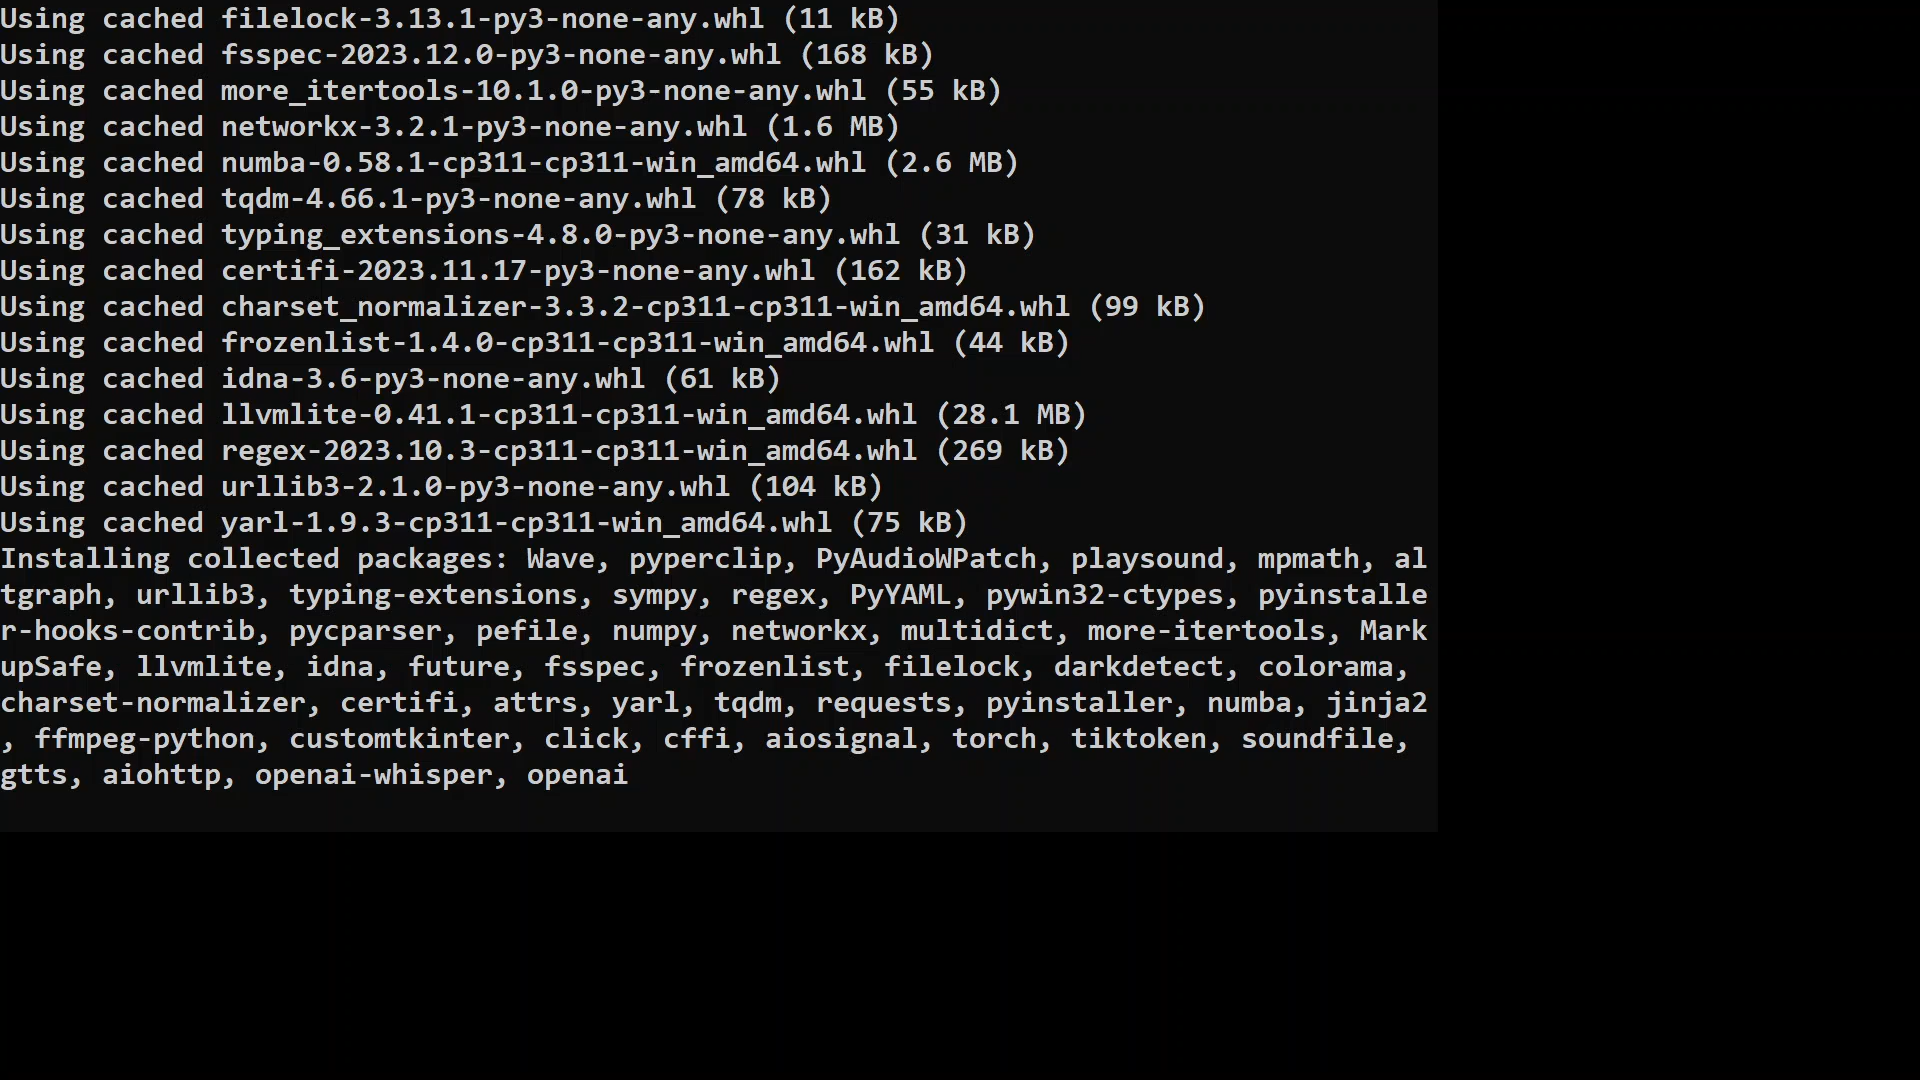 Using cached filelock-3.13.1-py3-none-any.whl (11 kB)
Using cached fsspec-2023.12.0-py3-none-any.whl (168 kB)
Using cached more_itertools-10.1.0-py3-none-any.whl (55 kB)
Using cached networkx-3.2.1-py3-none-any.whl (1.6 MB)
Using cached numba-0.58.1-cp311-cp311-win_amd64.whl (2.6 MB)
Using cached tqdm-4.66.1-py3-none-any.whl (78 kB)
Using cached typing_extensions-4.8.0-py3-none-any.whl (31 kB)
Using cached certifi-2023.11.17-py3-none-any.whl (162 kB)
Using cached charset_normalizer-3.3.2-cp311-cp311-win_amd64.whl (99 kB)
Using cached frozenlist-1.4.0-cp311-cp311-win_amd64.whl (44 kB)
Using cached idna-3.6-py3-none-any.whl (61 kB)
Using cached llvmlite-0.41.1-cp311-cp311-win_amd64.whl (28.1 MB)
Using cached regex-2023.10.3-cp311-cp311-win_amd64.whl (269 kB)
Using cached urllib3-2.1.0-py3-none-any.whl (104 kB)
Using cached yarl-1.9.3-cp311-cp311-win_amd64.whl (75 kB)
Installing collected packages: Wave, pyperclip, PyAudioWPatch, playsound, mpmath, al
tgraph, urllib3, typing-extensions, sympy, regex, PyYAML, pywin32-ctypes, pyinstalle
r-hooks-contrib, pycparser, pefile, numpy, networkx, multidict, more-itertools, Mark
upSafe, llvmlite, idna, future, fsspec, frozenlist, filelock, darkdetect, colorama,
charset-normalizer, certifi, attrs, yarl, tqdm, requests, pyinstaller, numba, jinja2
, ffmpeg-python, customtkinter, click, cffi, aiosignal, torch, tiktoken, soundfile,
gtts, aiohttp, openai-whisper, openai